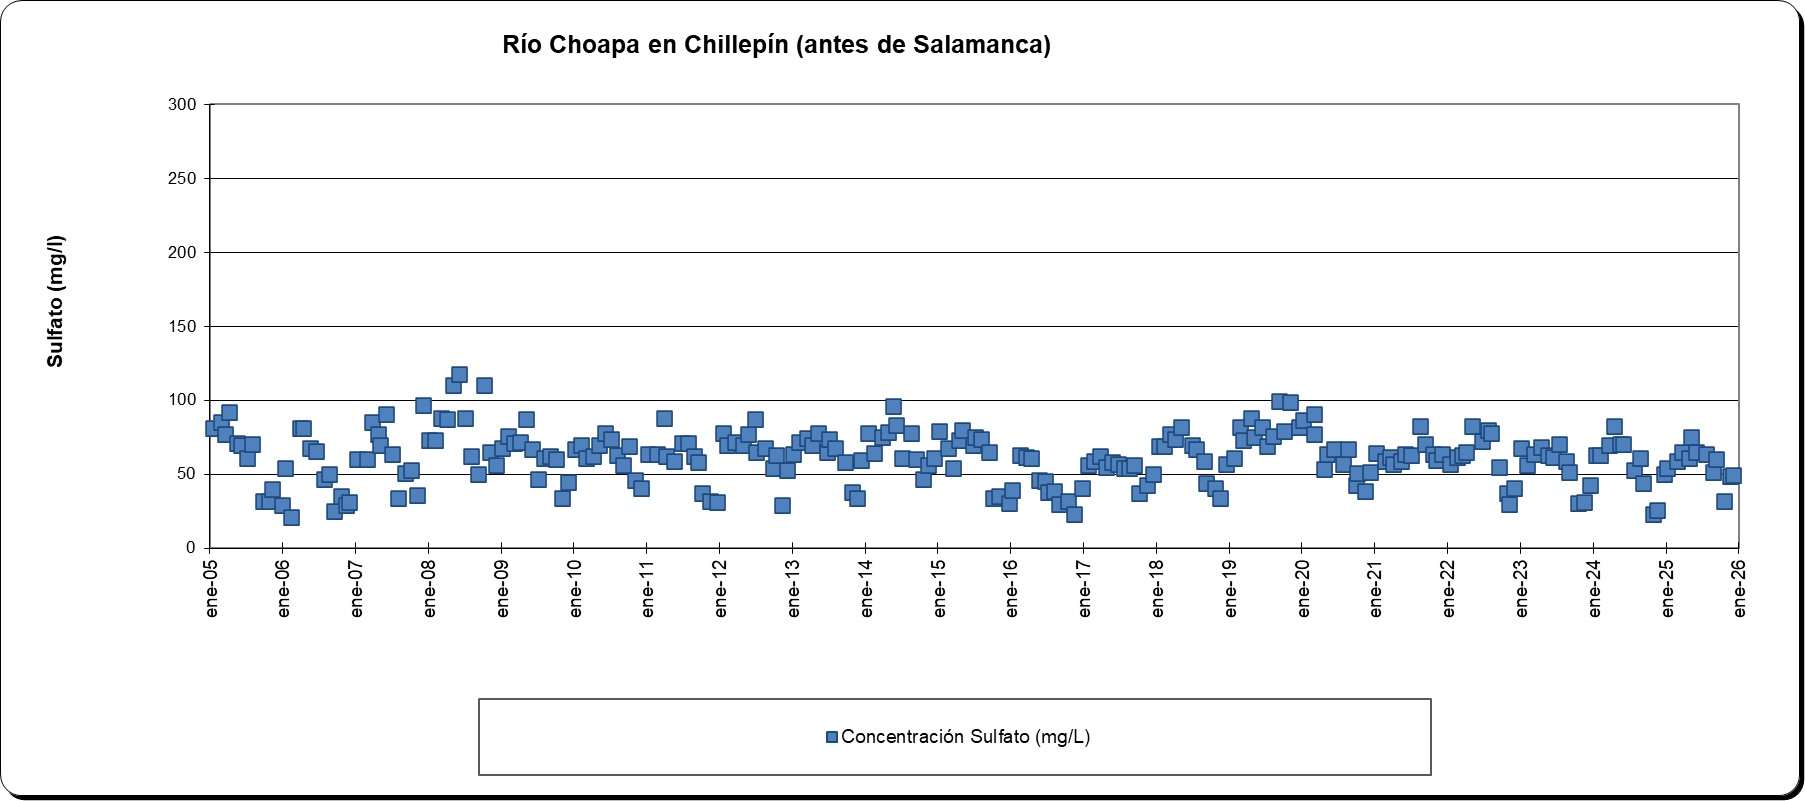 Río Choapa en Chillepín (antes de Salamanca)
Sulfato (mg/l)
300
250
200
150
100
50
0
ene-05
ene-06
ene-07
ene-08
ene-09
ene-10
ene-11
ene-12
ene-13
ene-14
ene-15
ene-16
ene-17
ene-18
ene-19
ene-20
ene-21
ene-22
ene-23
ene-24
ene-25
ene-26
Concentración Sulfato (mg/L)